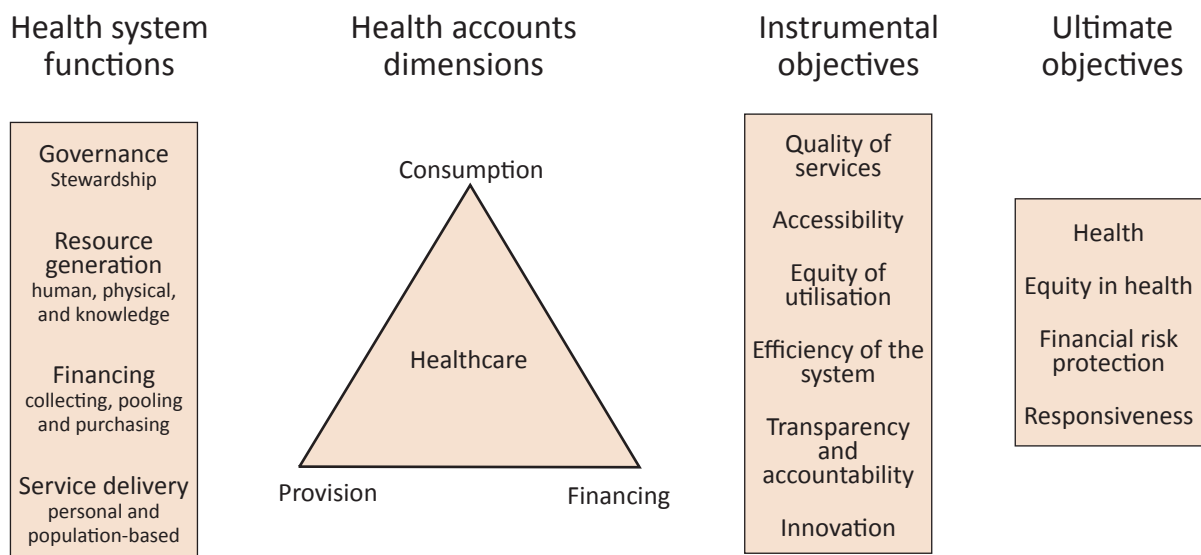 Health system
functions
Governance
Stewardship
Resource
generation
human, physical,
and knowledge
Financing
collecting, pooling
and purchasing
Service delivery
personal and
population-based
Health accounts
dimensions
Consumption
Healthcare
Provision
Financing
Instrumental
objectives
Quality of
services
Accessibility
Equity of
utilisation
Efficiency of the
system
Transparency
and
accountability
Innovation
Ultimate
objectives
Health
Equity in health
Financial risk
protection
Responsiveness